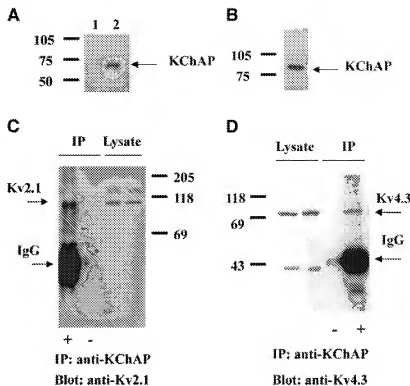 A
1 2
105
75
50
KChAP
B
105
75
KChAP
C
IP Lysate
Kv2.1
IgG
205
118
69
+ -
IP: anti-KChAP
Blot: anti-Kv2.1
D
Lysate IP
118
69
43
Kv4.3
IgG
- +
IP: anti-KChAP
Blot: anti-Kv4.3